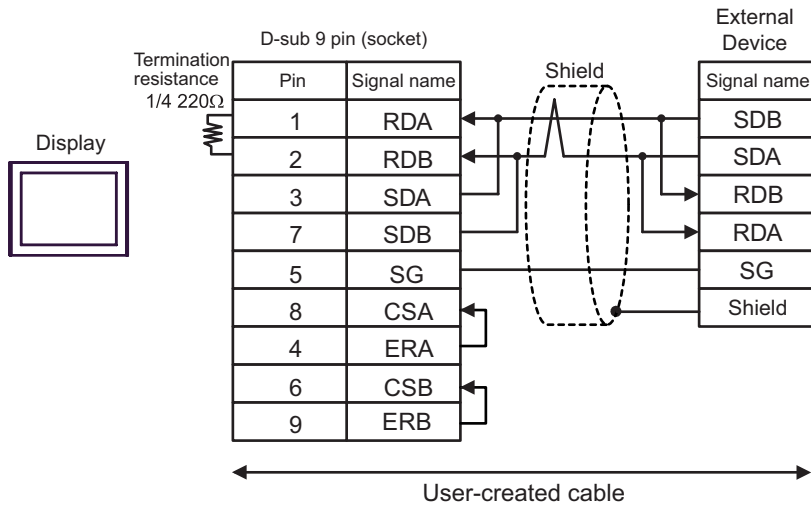 D-sub 9 pin (socket)
External
Device
Termination
resistance
1/4 220Ω
Display
Pin Signal name
1 RDA
2 RDB
3 SDA
7 SDB
5 SG
8 CSA
4 ERA
6 CSB
9 ERB
Shield
Signal name
SDB
SDA
RDB
RDA
SG
Shield
User-created cable